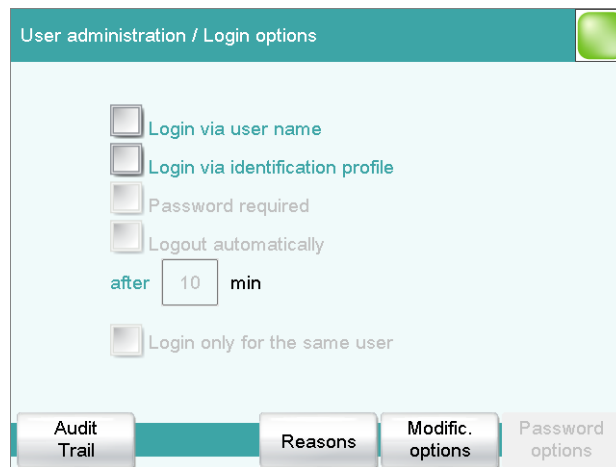 User administration / Login options
Login via user name
Login via identification profile
Password required
Logout automatically
after 10 min
Login only for the same user
Audit Trail
Reasons
Modific. options
Password options